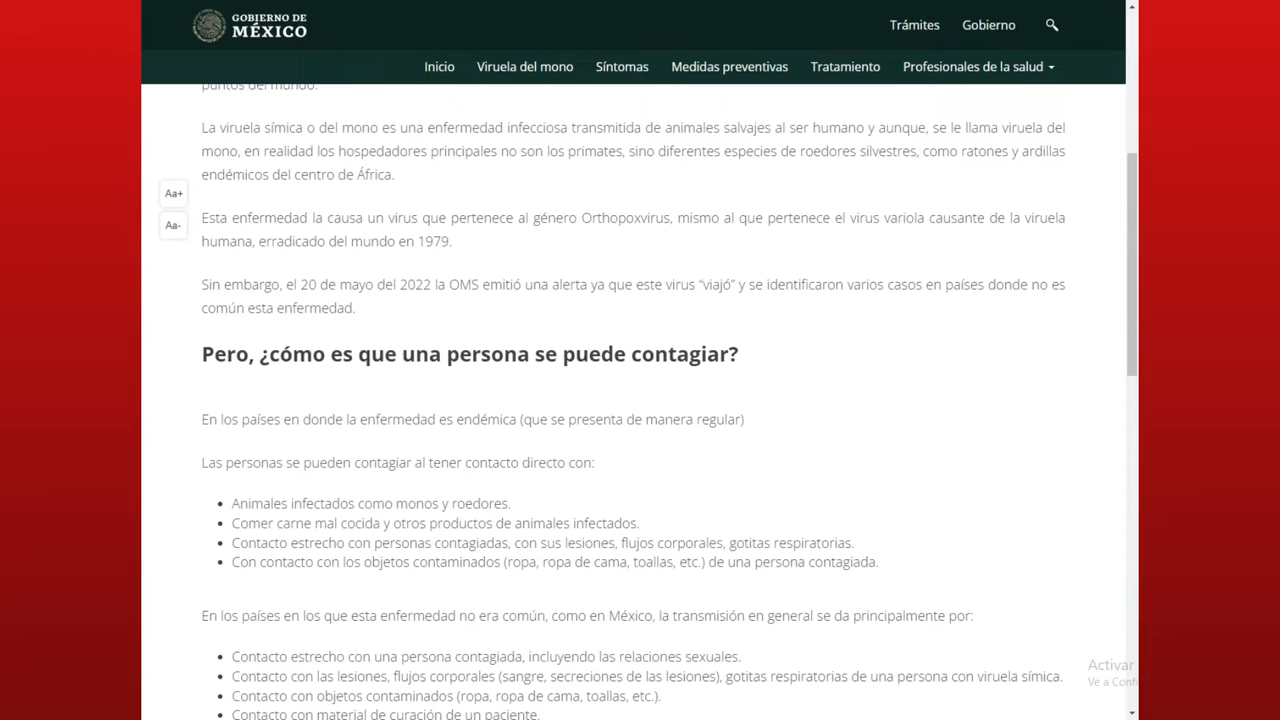 GOBIERNO DE
MÉXICO
Trámites Gobierno
Inicio Viruela del mono Síntomas Medidas preventivas Tratamiento Profesionales de la salud
puntos del mundo.
La viruela símica o del mono es una enfermedad infecciosa transmitida de animales salvajes al ser humano y aunque, se le llama viruela del
mono, en realidad los hospedadores principales no son los primates, sino diferentes especies de roedores silvestres, como ratones y ardillas
endémicos del centro de África.
Aa+
Esta enfermedad la causa un virus que pertenece al género Orthopoxvirus, mismo al que pertenece el virus variola causante de la viruela
Aa-
humana, erradicado del mundo en 1979.
Sin embargo, el 20 de mayo del 2022 la OMS emitió una alerta ya que este virus “viajó” y se identificaron varios casos en países donde no es
común esta enfermedad.
Pero, ¿cómo es que una persona se puede contagiar?
En los países en donde la enfermedad es endémica (que se presenta de manera regular)
Las personas se pueden contagiar al tener contacto directo con:
• Animales infectados como monos y roedores.
• Comer carne mal cocida y otros productos de animales infectados.
• Contacto estrecho con personas contagiadas, con sus lesiones, flujos corporales, gotitas respiratorias.
• Con contacto con los objetos contaminados (ropa, ropa de cama, toallas, etc.) de una persona contagiada.
En los países en los que esta enfermedad no era común, como en México, la transmisión en general se da principalmente por:
• Contacto estrecho con una persona contagiada, incluyendo las relaciones sexuales.
• Contacto con las lesiones, flujos corporales (sangre, secreciones de las lesiones), gotitas respiratorias de una persona con viruela símica.
• Contacto con objetos contaminados (ropa, ropa de cama, toallas, etc.).
• Contacto con material de curación de un paciente.
Activar
Ve a Confi